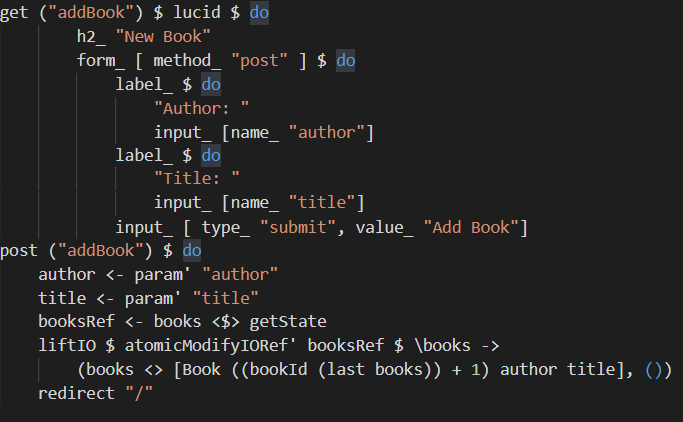 get ("addBook") $ lucid $ do
        h2_ "New Book"
        form_ [ method_ "post" ] $ do
            label_ $ do
                "Author: "
                input_ [name_ "author"]
            label_ $ do
                "Title: "
                input_ [name_ "title"]
            input_ [ type_ "submit", value_ "Add Book"]
post ("addBook") $ do
    author <- param' "author"
    title <- param' "title"
    booksRef <- books <$> getState
    liftIO $ atomicModifyIORef' booksRef $ \books ->
        (books <> [Book ((bookId (last books)) + 1) author title], ())
    redirect "/"